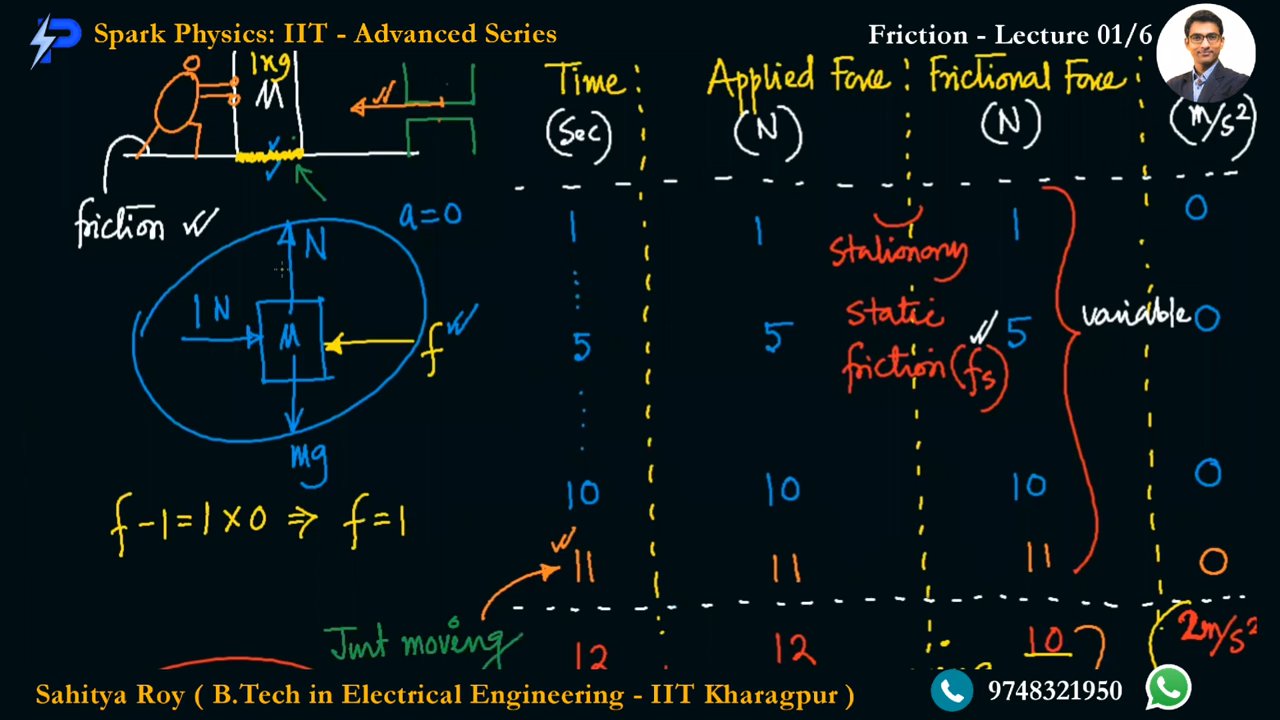 Spark Physics: IIT - Advanced Series
Friction - Lecture 01/6
1kg
M
Time : Applied Force : Frictional Force :
(Sec) (N) (N) (m/s²)
friction
a=0
N
1N
M
f
mg
f-1=1×0 ⇒ f=1
1 1 1 0
Stationary
Static
friction (fs)
variable
5 5 5 0
10 10 10 0
11 11 11 0
Just moving
12 12 10 2m/s²
Sahitya Roy ( B.Tech in Electrical Engineering - IIT Kharagpur )
9748321950